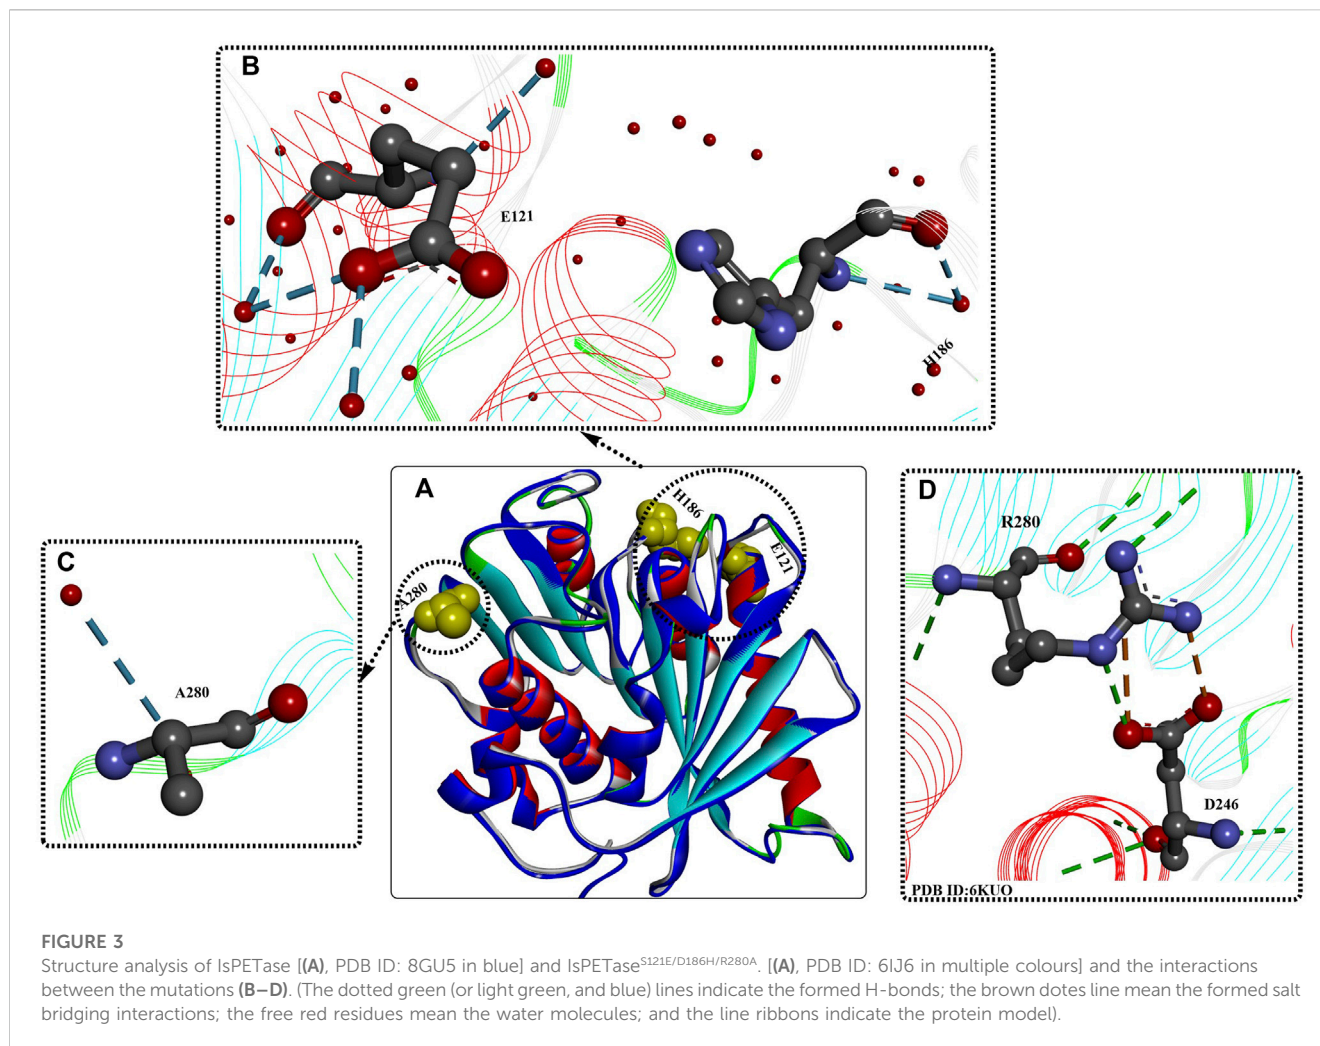 B
E121
H186
A
H186
E121
A280
C
A280
D
R280
D246
PDB ID:6KUO
FIGURE 3
Structure analysis of IsPETase [(A), PDB ID: 8GU5 in blue] and IsPETaseS121E/D186H/R280A. [(A), PDB ID: 6IJ6 in multiple colours] and the interactions
between the mutations (B–D). (The dotted green (or light green, and blue) lines indicate the formed H-bonds; the brown dotes line mean the formed salt
bridging interactions; the free red residues mean the water molecules; and the line ribbons indicate the protein model).